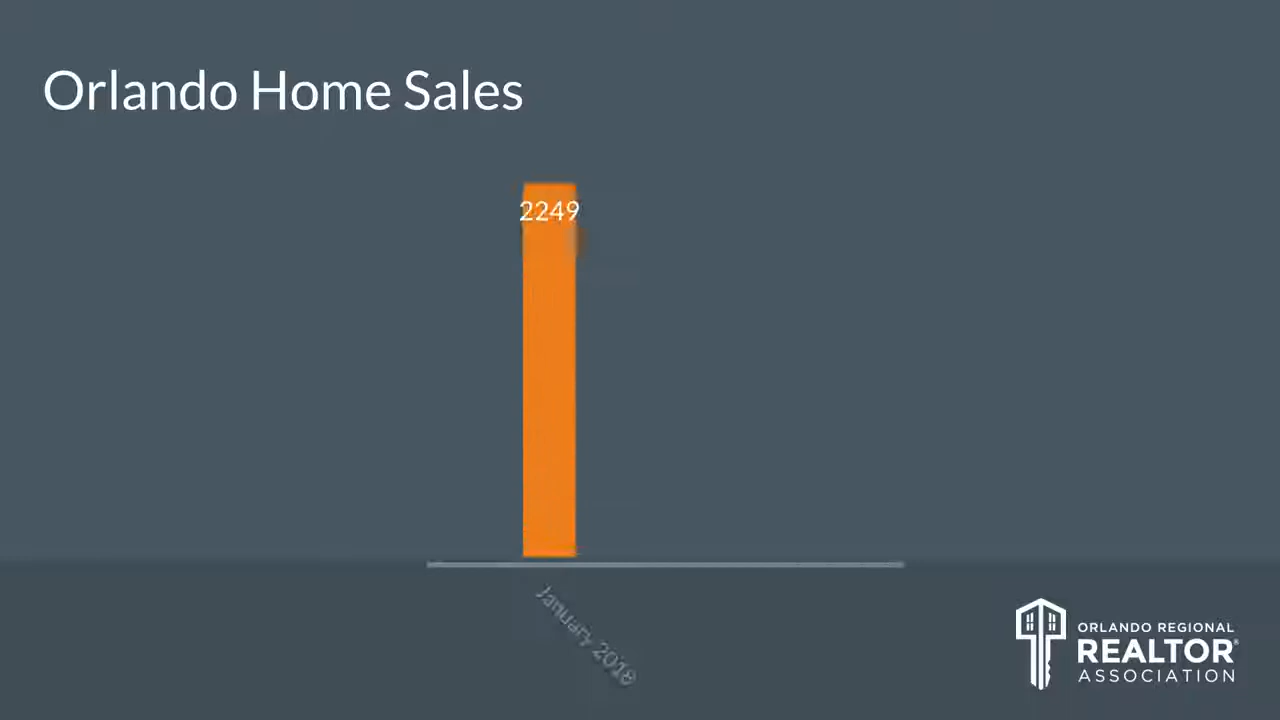 Orlando Home Sales
2249
January 2018
ORLANDO REGIONAL
REALTOR®
ASSOCIATION